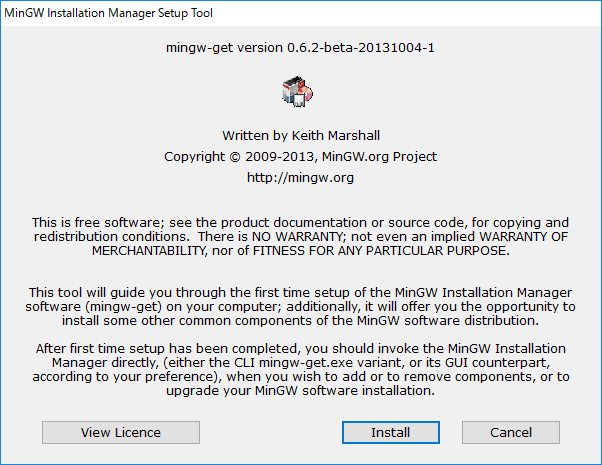 MinGW Installation Manager Setup Tool
mingw-get version 0.6.2-beta-20131004-1
Written by Keith Marshall
Copyright © 2009-2013, MinGW.org Project
http://mingw.org
This is free software; see the product documentation or source code, for copying and
redistribution conditions.  There is NO WARRANTY; not even an implied WARRANTY OF
MERCHANTABILITY, nor of FITNESS FOR ANY PARTICULAR PURPOSE.
This tool will guide you through the first time setup of the MinGW Installation Manager
software (mingw-get) on your computer; additionally, it will offer you the opportunity to
install some other common components of the MinGW software distribution.
After first time setup has been completed, you should invoke the MinGW Installation
Manager directly, (either the CLI mingw-get.exe variant, or its GUI counterpart,
according to your preference), when you wish to add or to remove components, or to
upgrade your MinGW software installation.
View Licence
Install
Cancel